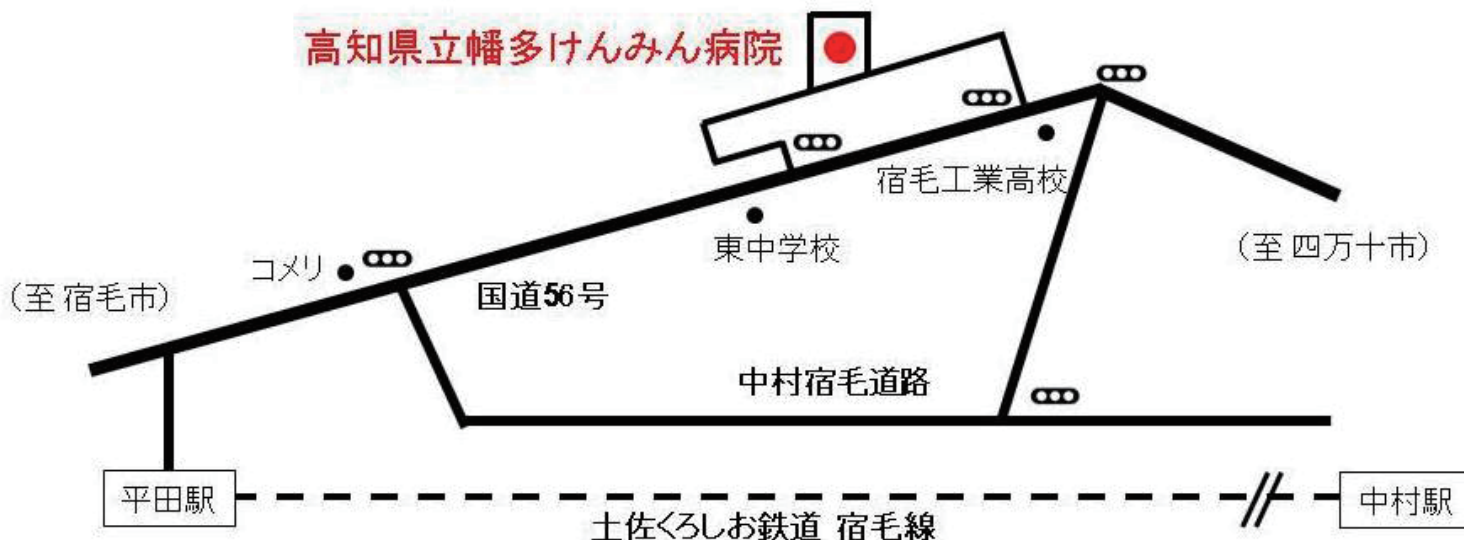 高知県立幡多けんみん病院
宿毛工業高校
東中学校
(至 四万十市)
コメリ
(至 宿毛市)
国道56号
中村宿毛道路
平田駅
中村駅
土佐くろしお鉄道 宿毛線